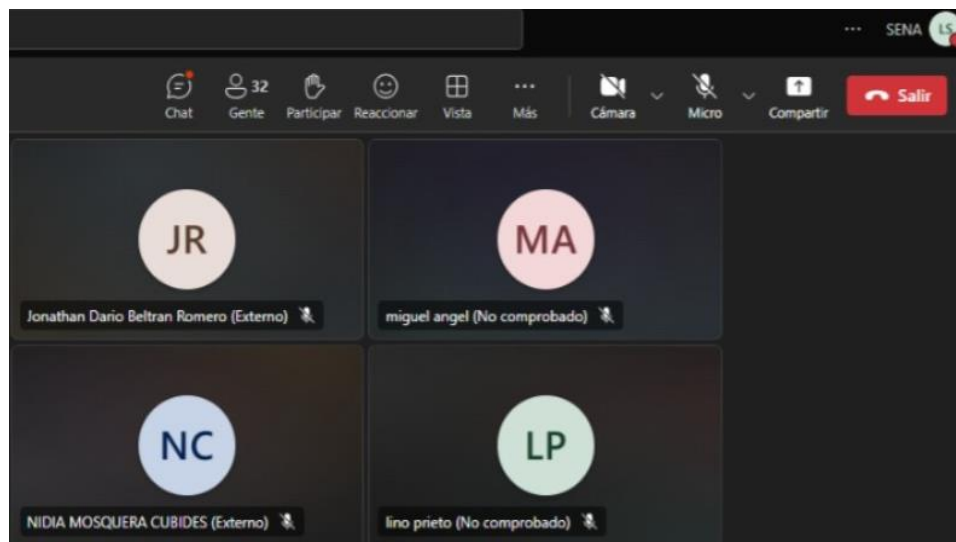 ... SENA LS
32
Chat Gente Participar Reaccionar Vista Más Cámara Micro Compartir Salir
JR MA
Jonathan Dario Beltran Romero (Externo) miguel angel (No comprobado)
NC LP
NIDIA MOSQUERA CUBIDES (Externo) lino prieto (No comprobado)